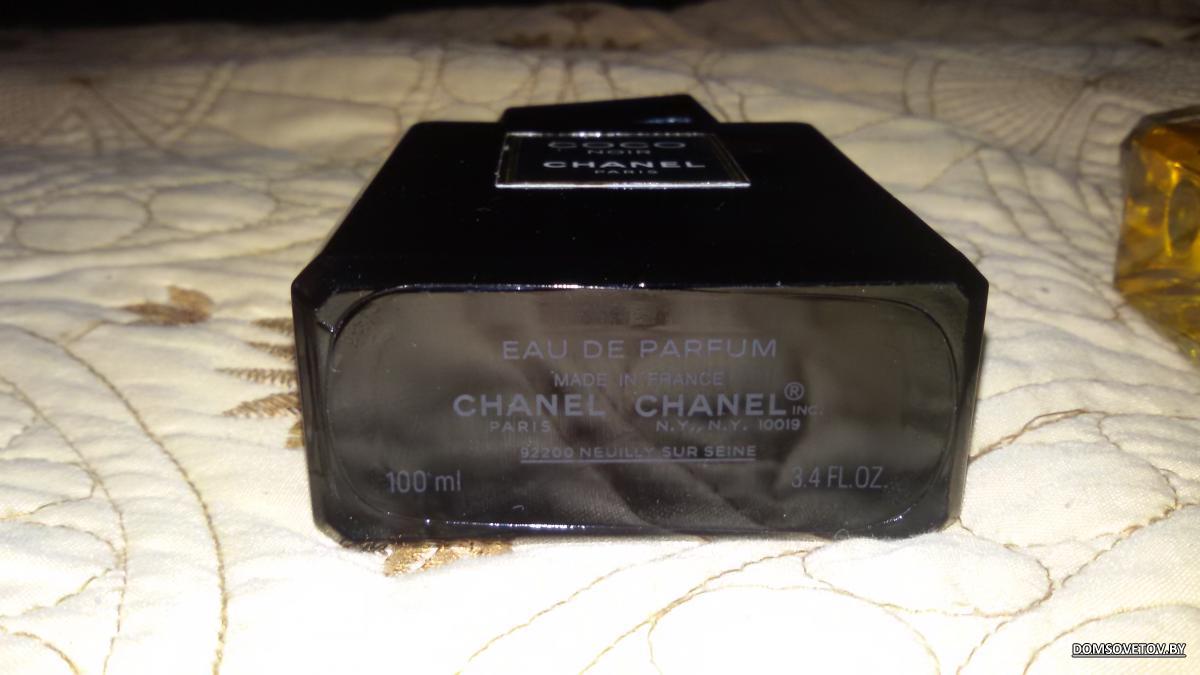 COCO
NOIR
CHANEL
PARIS
EAU DE PARFUM
MADE IN FRANCE
CHANEL CHANEL® INC.
PARIS N.Y., N.Y. 10019
92200 NEUILLY SUR SEINE
100 ml 3.4 FL.OZ.
DOMSOVETOV.BY